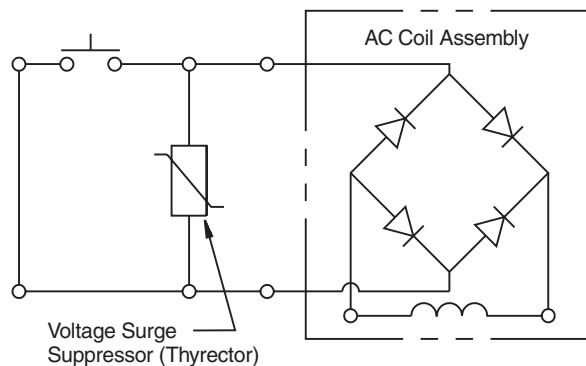 AC Coil Assembly
Voltage Surge
Suppressor (Thyrector)